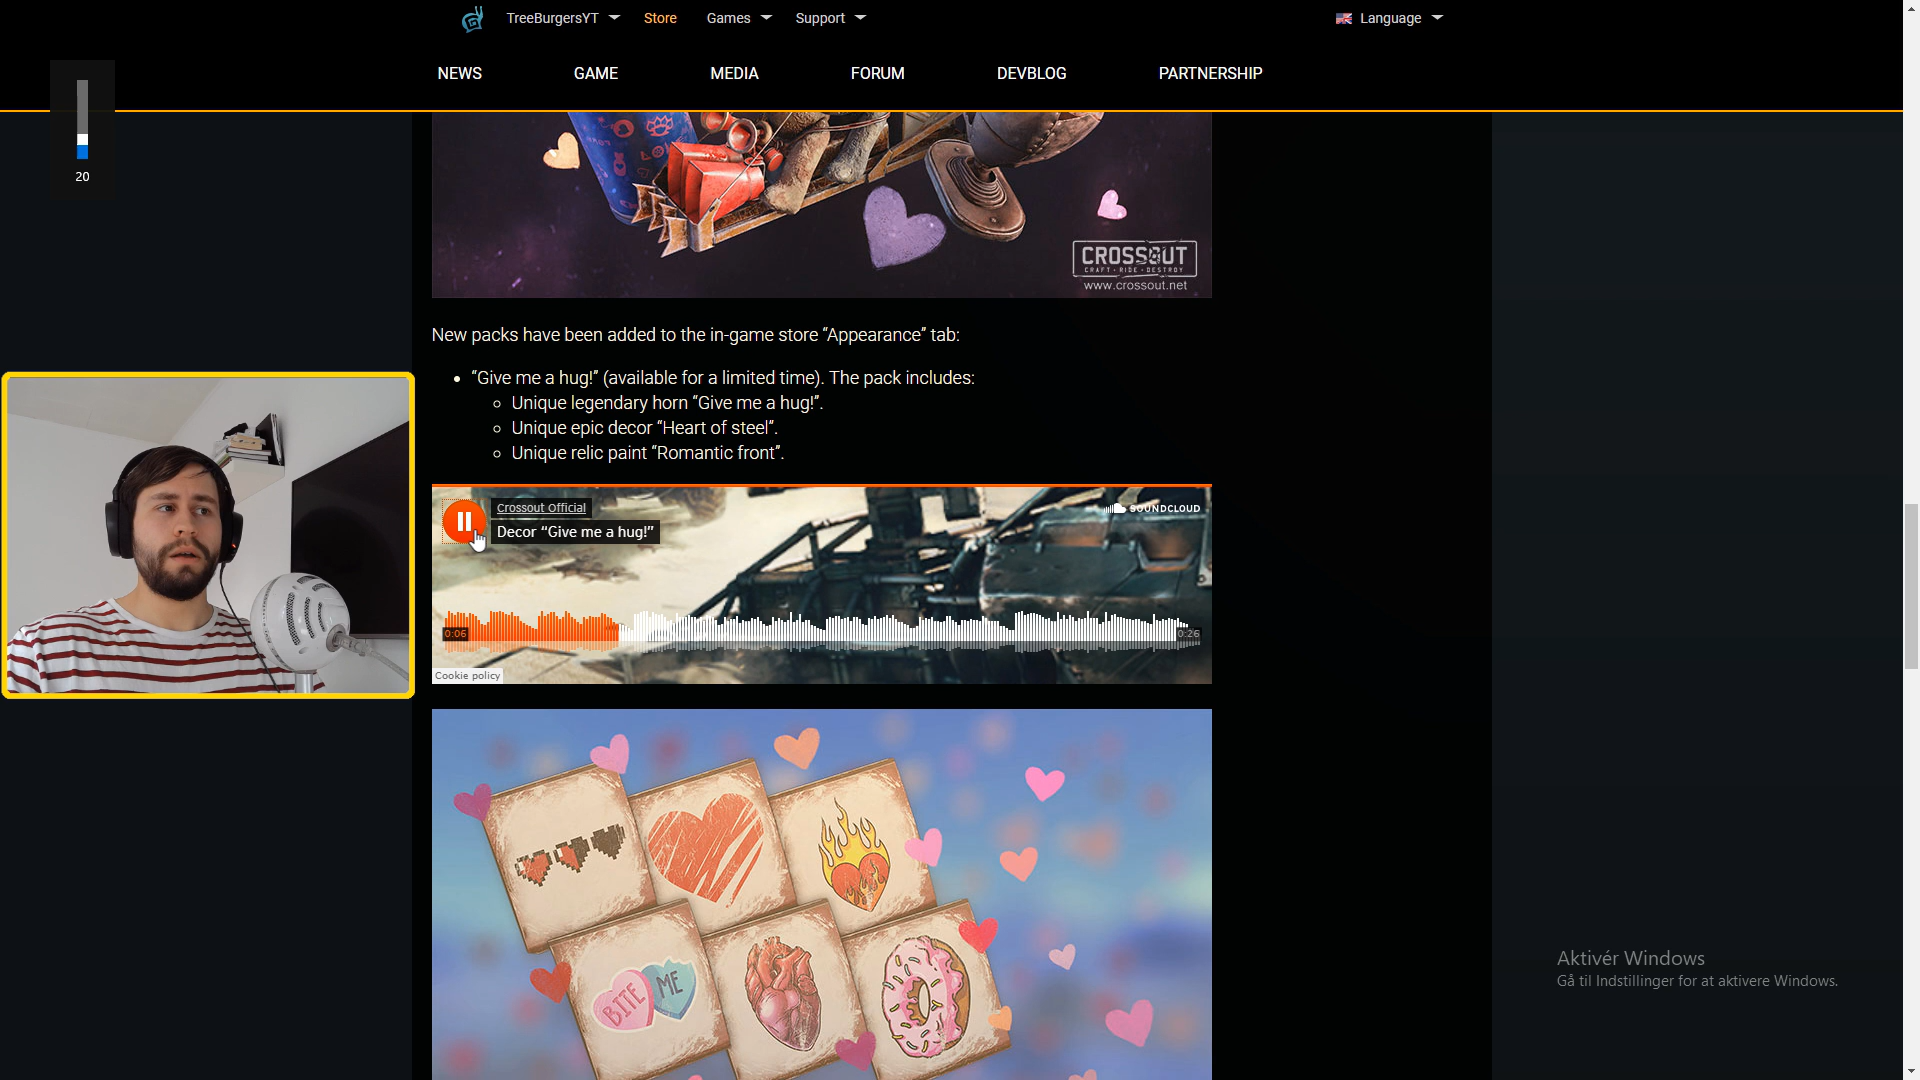 TreeBurgersYT Store Games Support Language
NEWS GAME MEDIA FORUM DEVBLOG PARTNERSHIP
20
CROSSOUT
CRAFT • RIDE • DESTROY
www.crossout.net
New packs have been added to the in-game store “Appearance” tab:
“Give me a hug!” (available for a limited time). The pack includes:
Unique legendary horn “Give me a hug!”.
Unique epic decor “Heart of steel”.
Unique relic paint “Romantic front”.
Crossout Official
SOUNDCLOUD
Decor “Give me a hug!”
0:06
0:26
Cookie policy
BITE ME
Aktivér Windows
Gå til Indstillinger for at aktivere Windows.